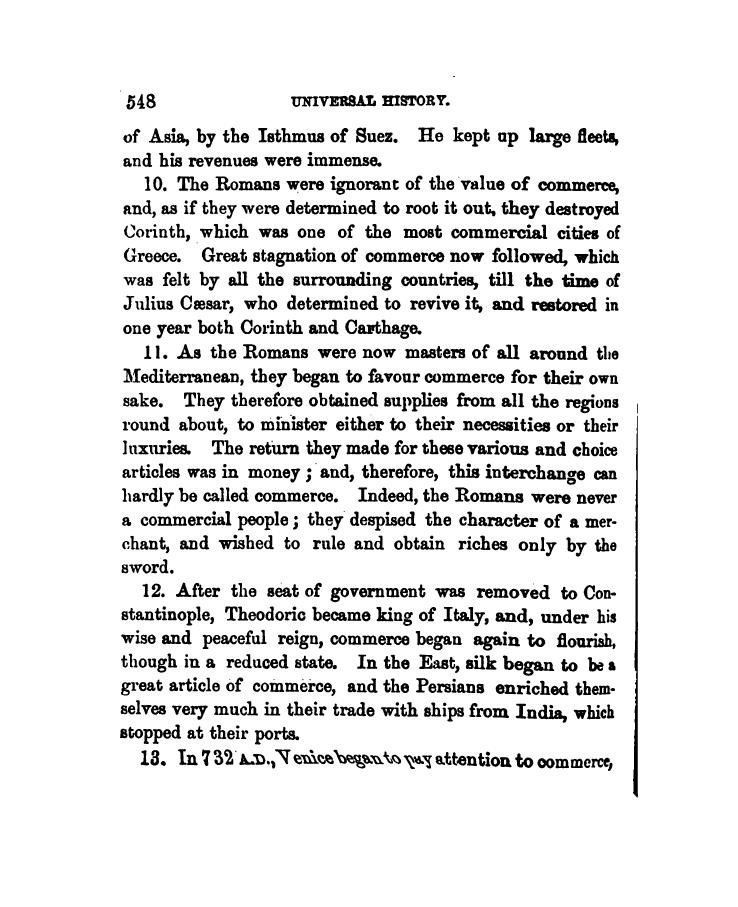 548 UNIVERSAL HISTORY.
of Asia, by the Isthmus of Suez. He kept up large fleets,
and his revenues were immense.
10. The Romans were ignorant of the value of commerce,
and, as if they were determined to root it out, they destroyed
Corinth, which was one of the most commercial cities of
Greece. Great stagnation of commerce now followed, which
was felt by all the surrounding countries, till the time of
Julius Cæsar, who determined to revive it, and restored in
one year both Corinth and Carthage.
11. As the Romans were now masters of all around the
Mediterranean, they began to favour commerce for their own
sake. They therefore obtained supplies from all the regions
round about, to minister either to their necessities or their
luxuries. The return they made for these various and choice
articles was in money; and, therefore, this interchange can
hardly be called commerce. Indeed, the Romans were never
a commercial people; they despised the character of a mer-
chant, and wished to rule and obtain riches only by the
sword.
12. After the seat of government was removed to Con-
stantinople, Theodoric became king of Italy, and, under his
wise and peaceful reign, commerce began again to flourish,
though in a reduced state. In the East, silk began to be a
great article of commerce, and the Persians enriched them-
selves very much in their trade with ships from India, which
stopped at their ports.
13. In 732 A.D., Venice began to pay attention to commerce,